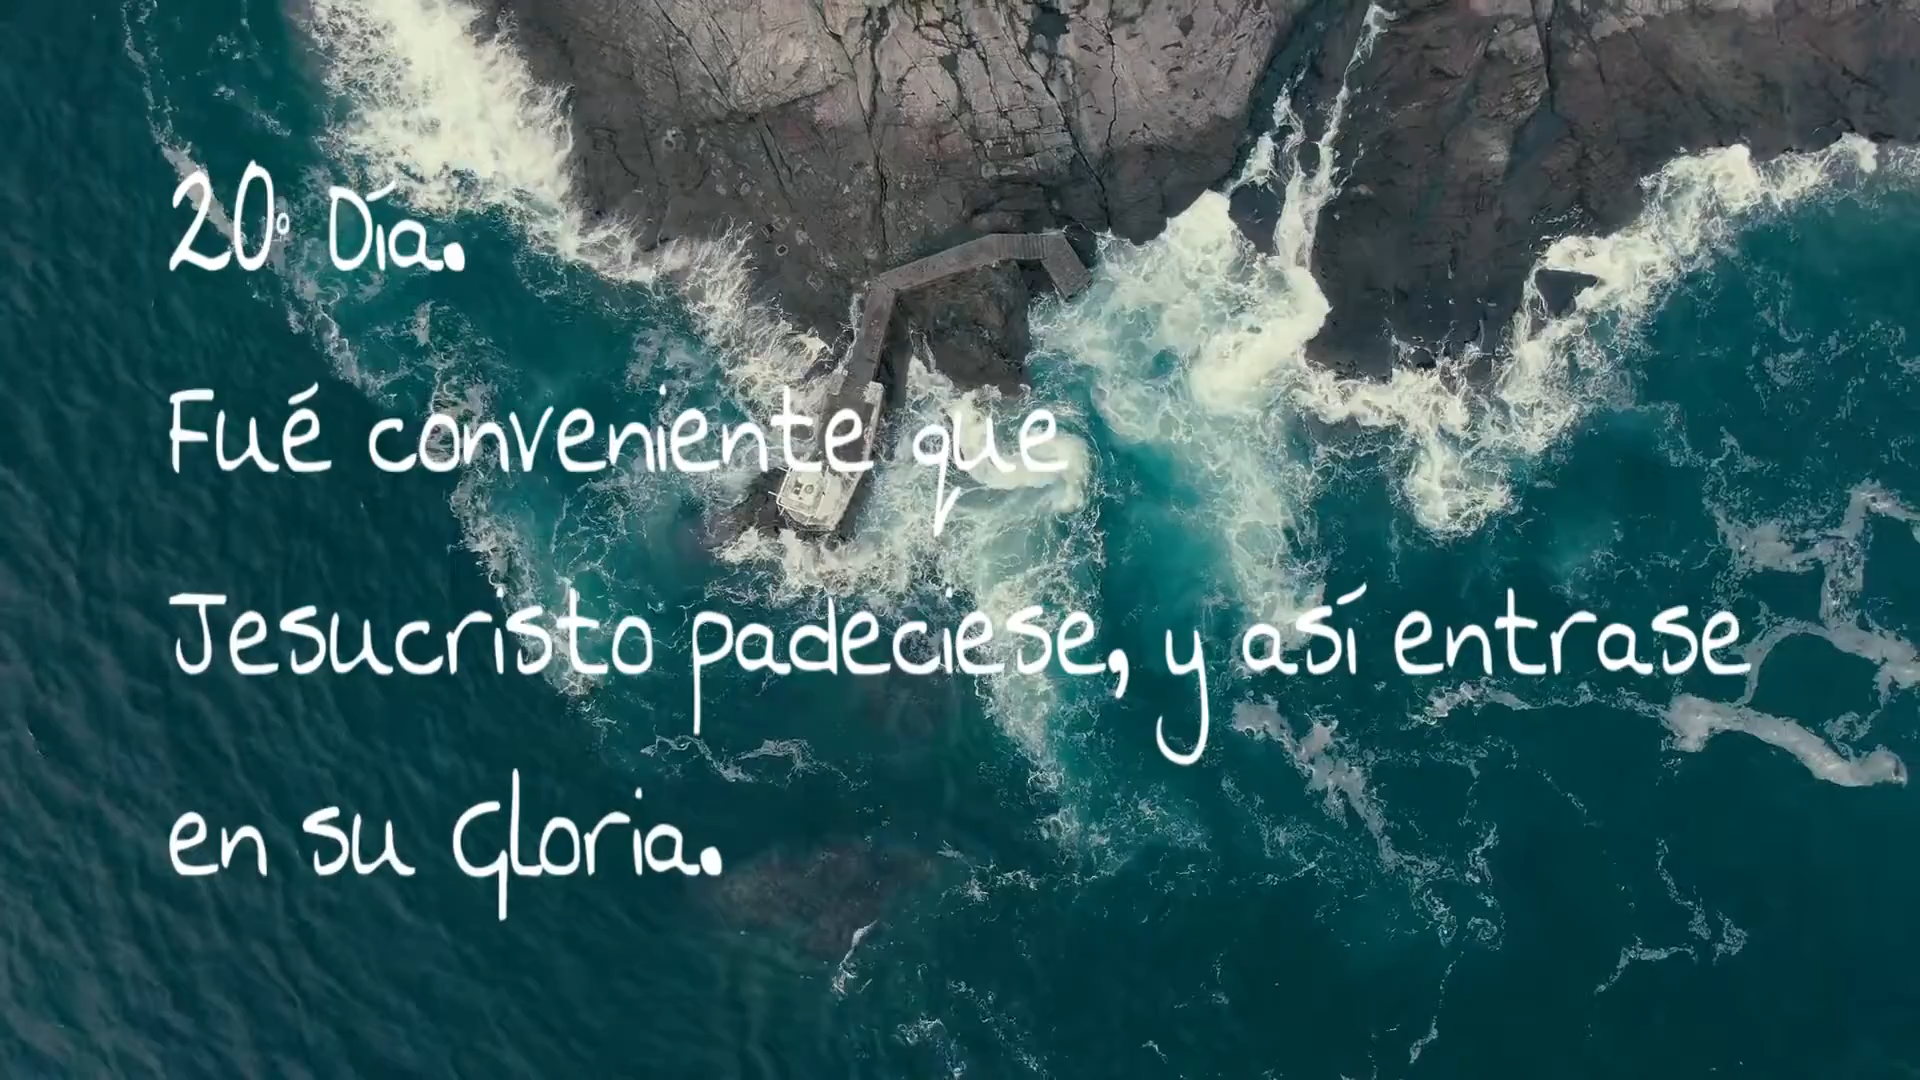 20º Día.
Fué conveniente que
Jesucristo padeciese, y así entrase
en su Gloria.